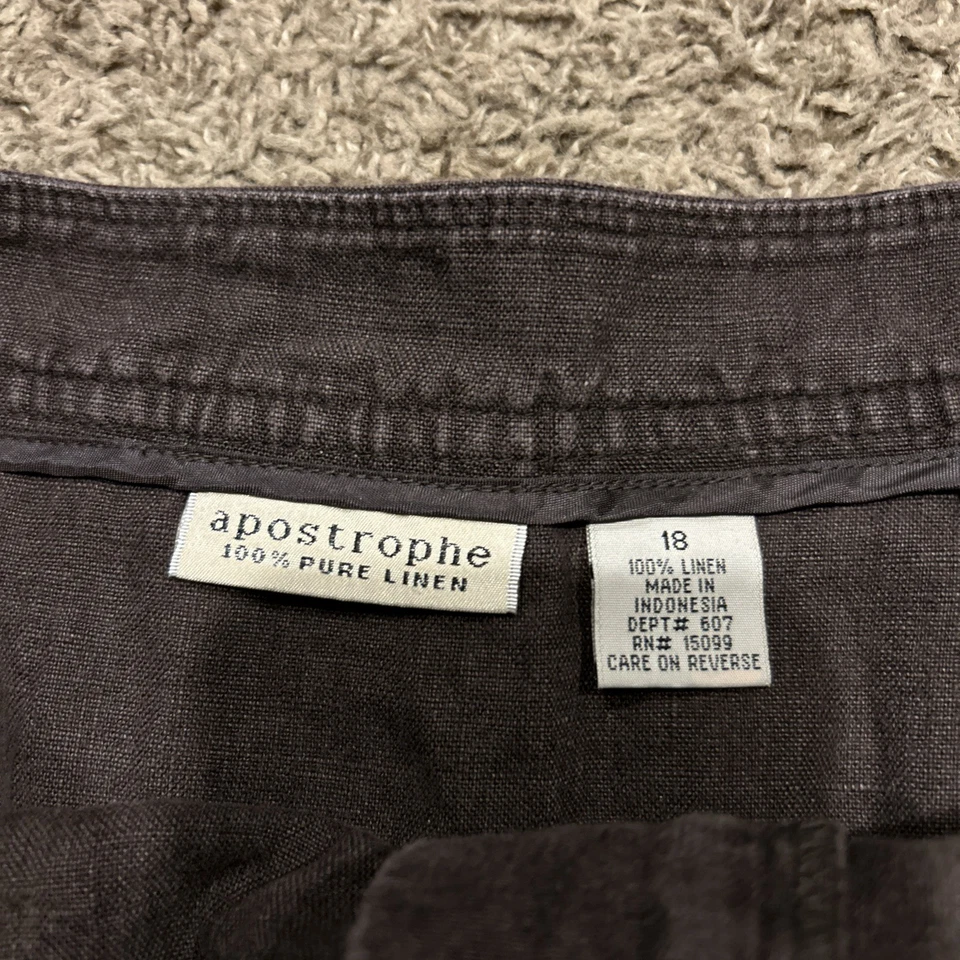 apostrophe
100% PURE LINEN
18
100% LINEN
MADE IN
INDONESIA
DEPT# 607
RN# 15099
CARE ON REVERSE